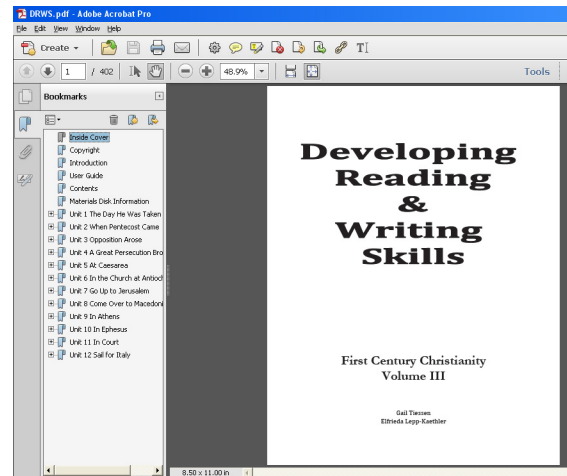 DRWS.pdf - Adobe Acrobat Pro
File Edit View Window Help
Create
1 / 402 48.9% Tools
Bookmarks
Inside Cover
Copyright
Introduction
User Guide
Contents
Materials Disk Information
Unit 1 The Day He Was Taken
Unit 2 When Pentecost Came
Unit 3 Opposition Arose
Unit 4 A Great Persecution Bro
Unit 5 At Caesarea
Unit 6 In the Church at Antioch
Unit 7 Go Up to Jerusalem
Unit 8 Come Over to Macedoni
Unit 9 In Athens
Unit 10 In Ephesus
Unit 11 In Court
Unit 12 Sail for Italy
Developing
Reading
&
Writing
Skills
First Century Christianity
Volume III
Gail Tiessen
Elfrieda Lepp-Kaethler
8.50 x 11.00 in